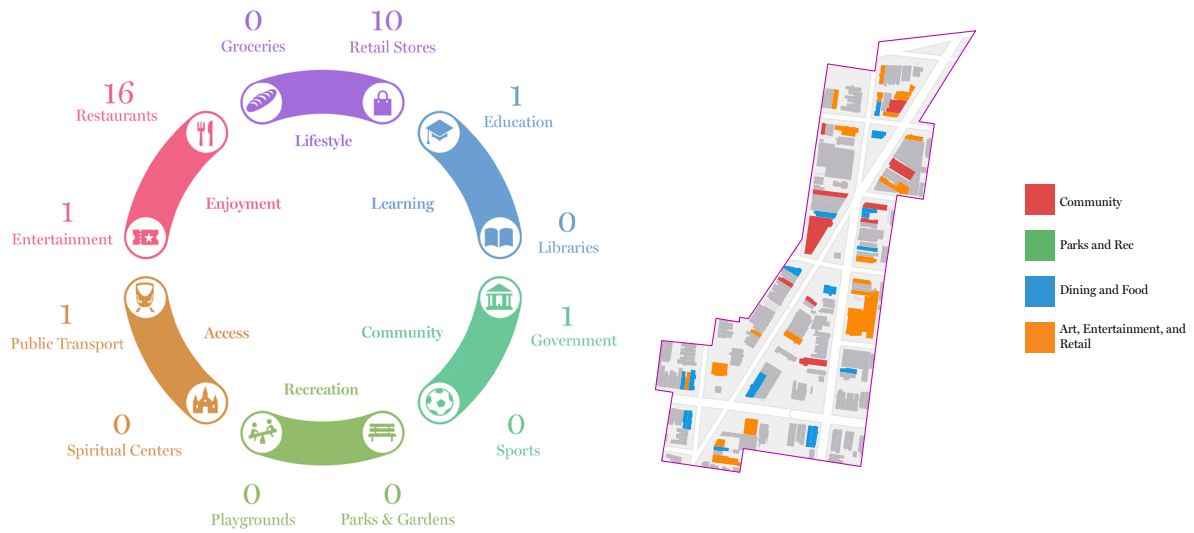 0
Groceries
10
Retail Stores
16
Restaurants
1
Education
Lifestyle
Enjoyment
Learning
1
Entertainment
0
Libraries
1
Public Transport
Access
Community
1
Government
Recreation
0
Spiritual Centers
0
Sports
0
Playgrounds
0
Parks & Gardens
Community
Parks and Rec
Dining and Food
Art, Entertainment, and
Retail